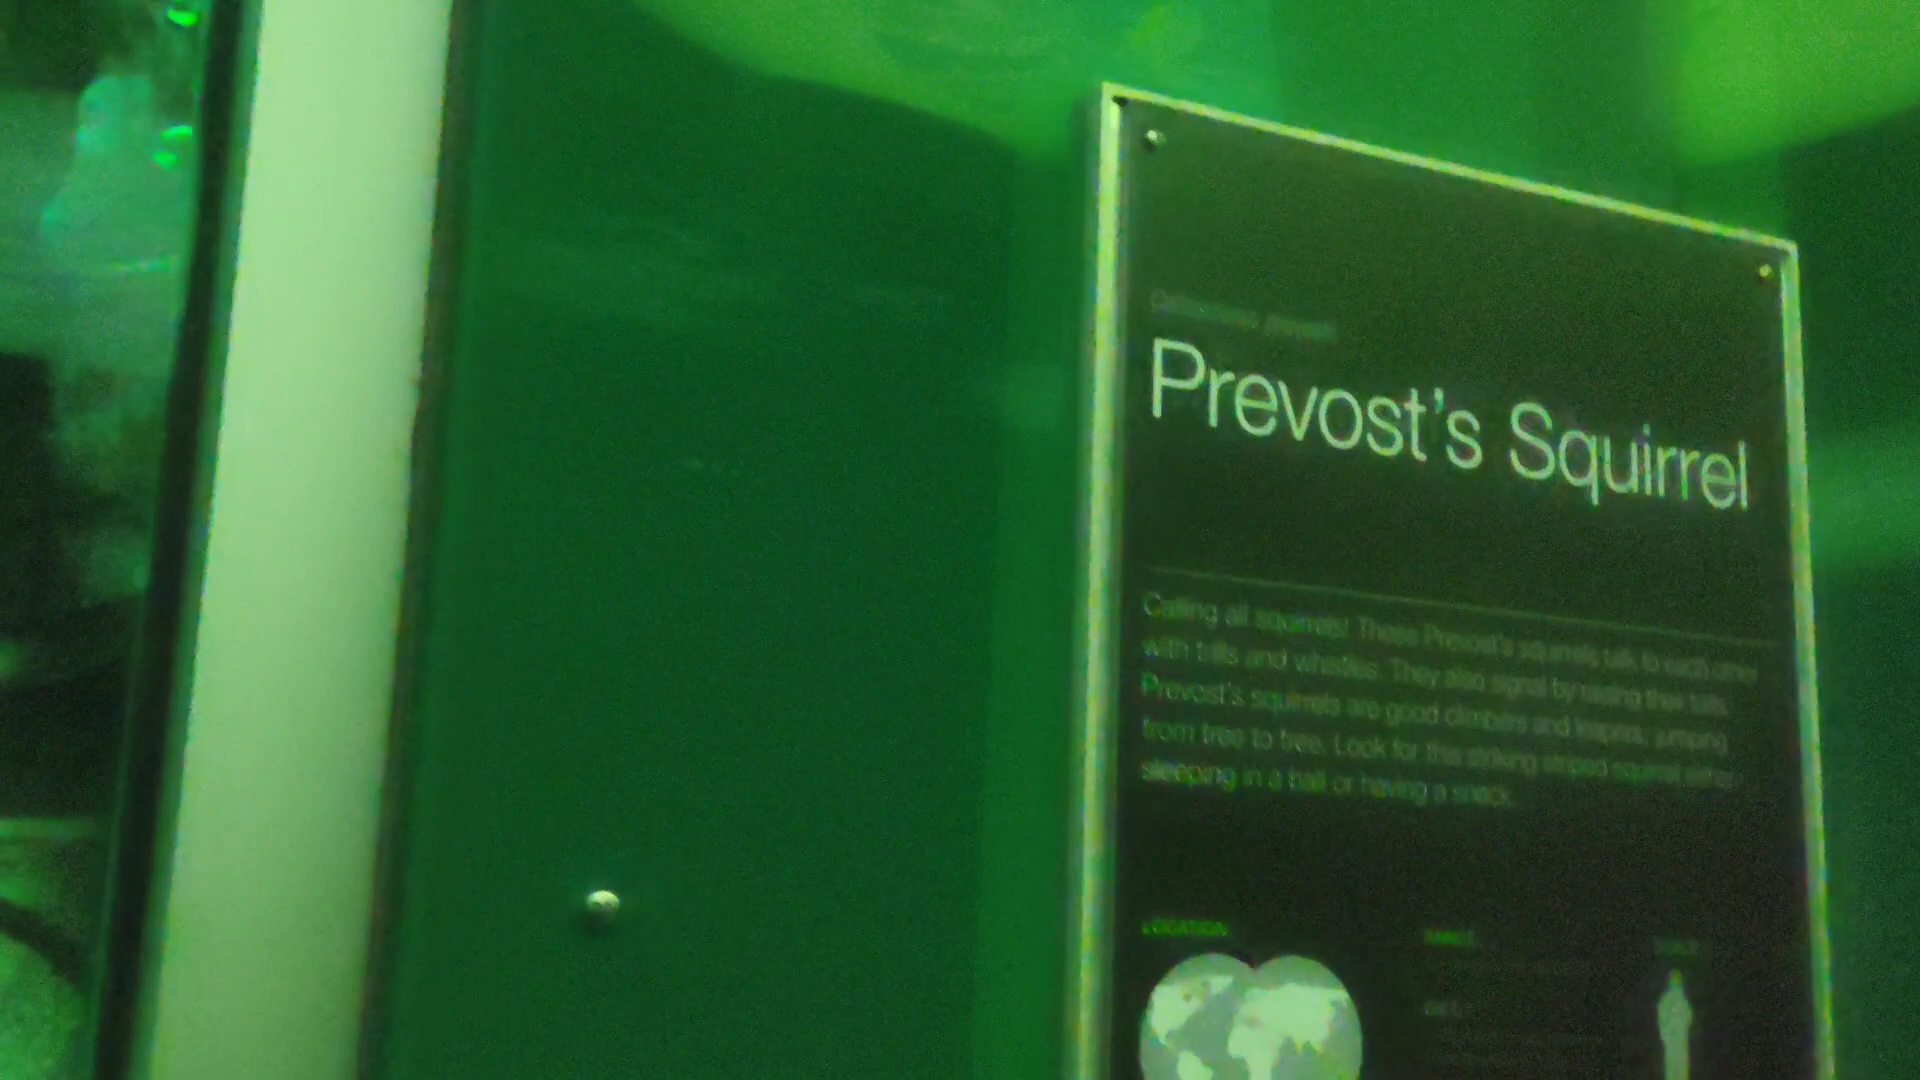 Prevost's Squirrel
Calling all squirrels! These Prevost's squirrels talk to each other
with trills and whistles. They also signal by raising their tails.
Prevost's squirrels are good climbers and leapers, jumping
from tree to tree. Look for this striking striped squirrel either
sleeping in a ball or having a snack.
LOCATION